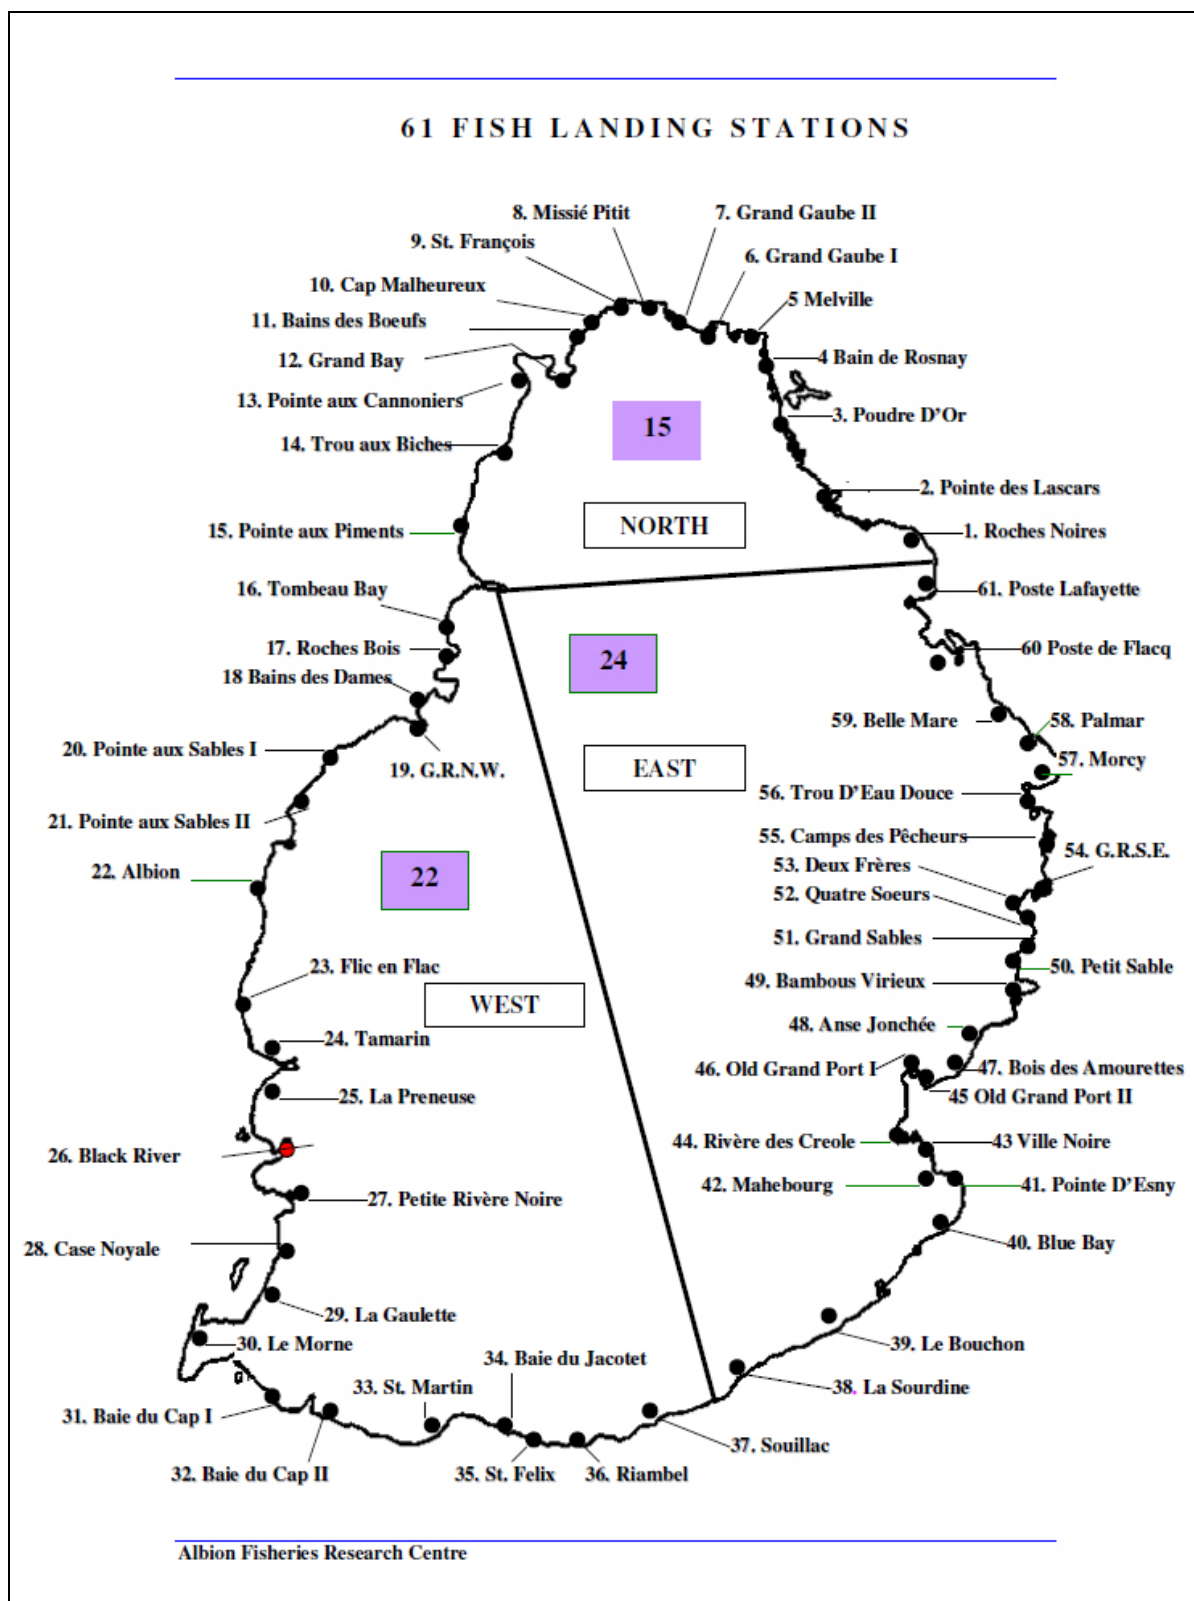 61 FISH LANDING STATIONS
8. Missié Pitit
7. Grand Gaube II
9. St. François
6. Grand Gaube I
10. Cap Malheureux
5 Melville
11. Bains des Boeufs
12. Grand Bay
4 Bain de Rosnay
13. Pointe aux Cannoniers
3. Poudre D'Or
15
14. Trou aux Biches
2. Pointe des Lascars
NORTH
15. Pointe aux Piments
1. Roches Noires
16. Tombeau Bay
61. Poste Lafayette
17. Roches Bois
60 Poste de Flacq
24
18 Bains des Dames
59. Belle Mare
58. Palmar
20. Pointe aux Sables I
57. Morcy
19. G.R.N.W.
EAST
56. Trou D'Eau Douce
21. Pointe aux Sables II
55. Camps des Pêcheurs
54. G.R.S.E.
53. Deux Frères
22. Albion
22
52. Quatre Soeurs
51. Grand Sables
23. Flic en Flac
50. Petit Sable
49. Bambous Virieux
WEST
48. Anse Jonchée
24. Tamarin
46. Old Grand Port I
47. Bois des Amourettes
25. La Preneuse
45 Old Grand Port II
44. Rivère des Creole
43 Ville Noire
26. Black River
42. Mahebourg
41. Pointe D'Esny
27. Petite Rivère Noire
40. Blue Bay
28. Case Noyale
29. La Gaulette
30. Le Morne
39. Le Bouchon
34. Baie du Jacotet
33. St. Martin
38. La Sourdine
31. Baie du Cap I
37. Souillac
32. Baie du Cap II
35. St. Felix
36. Riambel
Albion Fisheries Research Centre